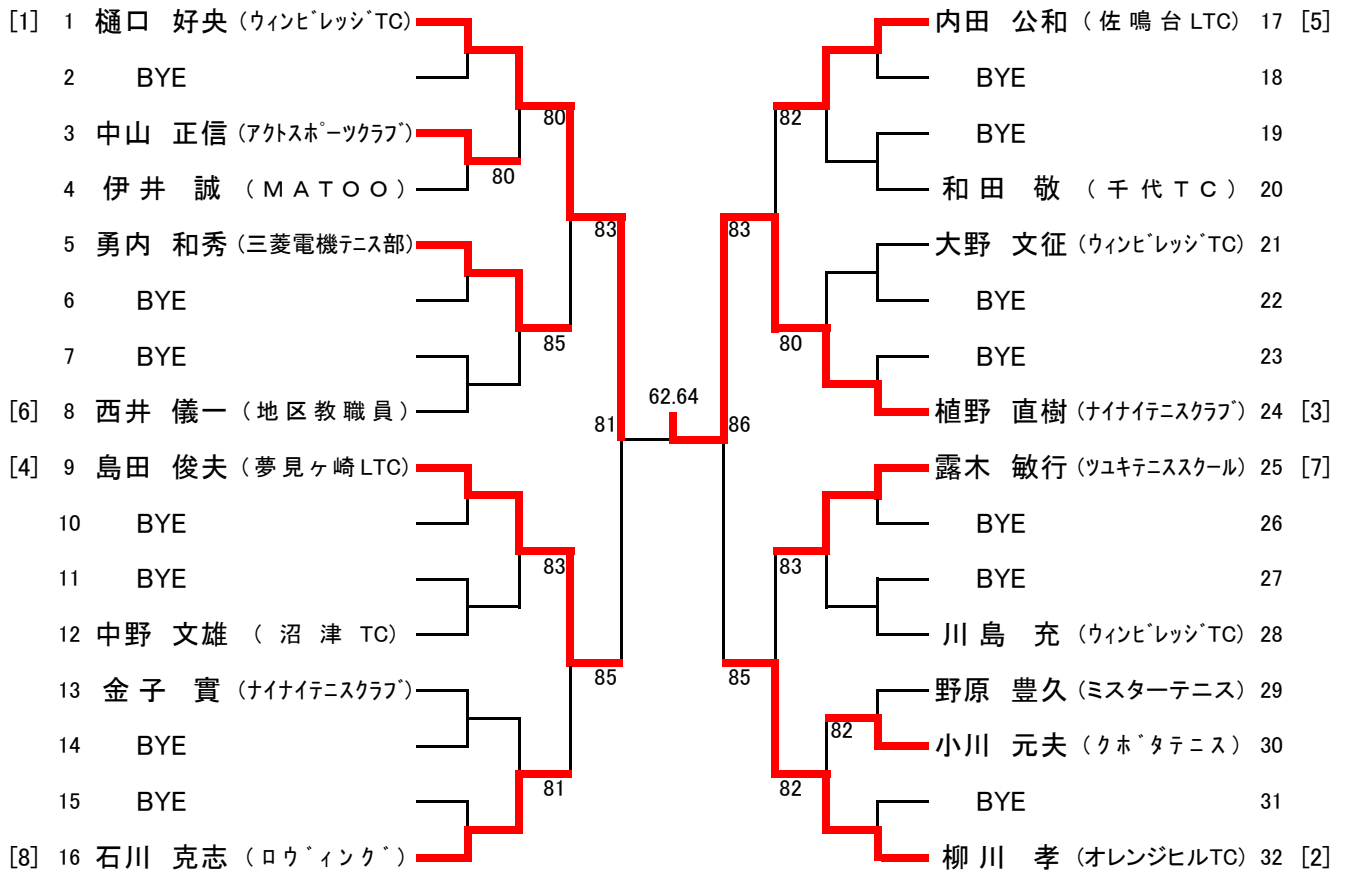 [1] 1 樋口 好央 (ウィンビレッジTC)
2 BYE
3 中山 正信 (アクトスポーツクラブ)
4 伊井 誠 (MATOO)
5 勇内 和秀 (三菱電機テニス部)
6 BYE
7 BYE
[6] 8 西井 儀一 (地区教職員)
[4] 9 島田 俊夫 (夢見ヶ崎LTC)
10 BYE
11 BYE
12 中野 文雄 (沼津TC)
13 金子 實 (ナイナイテニスクラブ)
14 BYE
15 BYE
[8] 16 石川 克志 (ロウ゛ィング)
80
80
85
83
83
81
85
81
62.64
86
83
85
82
80
83
82
82
内田 公和 (佐鳴台LTC) 17 [5]
BYE 18
BYE 19
和田 敬 (千代TC) 20
大野 文征 (ウィンビレッジTC) 21
BYE 22
BYE 23
植野 直樹 (ナイナイテニスクラブ) 24 [3]
露木 敏行 (ツユキテニススクール) 25 [7]
BYE 26
BYE 27
川島 充 (ウィンビレッジTC) 28
野原 豊久 (ミスターテニス) 29
小川 元夫 (クボタテニス) 30
BYE 31
柳川 孝 (オレンジヒルTC) 32 [2]